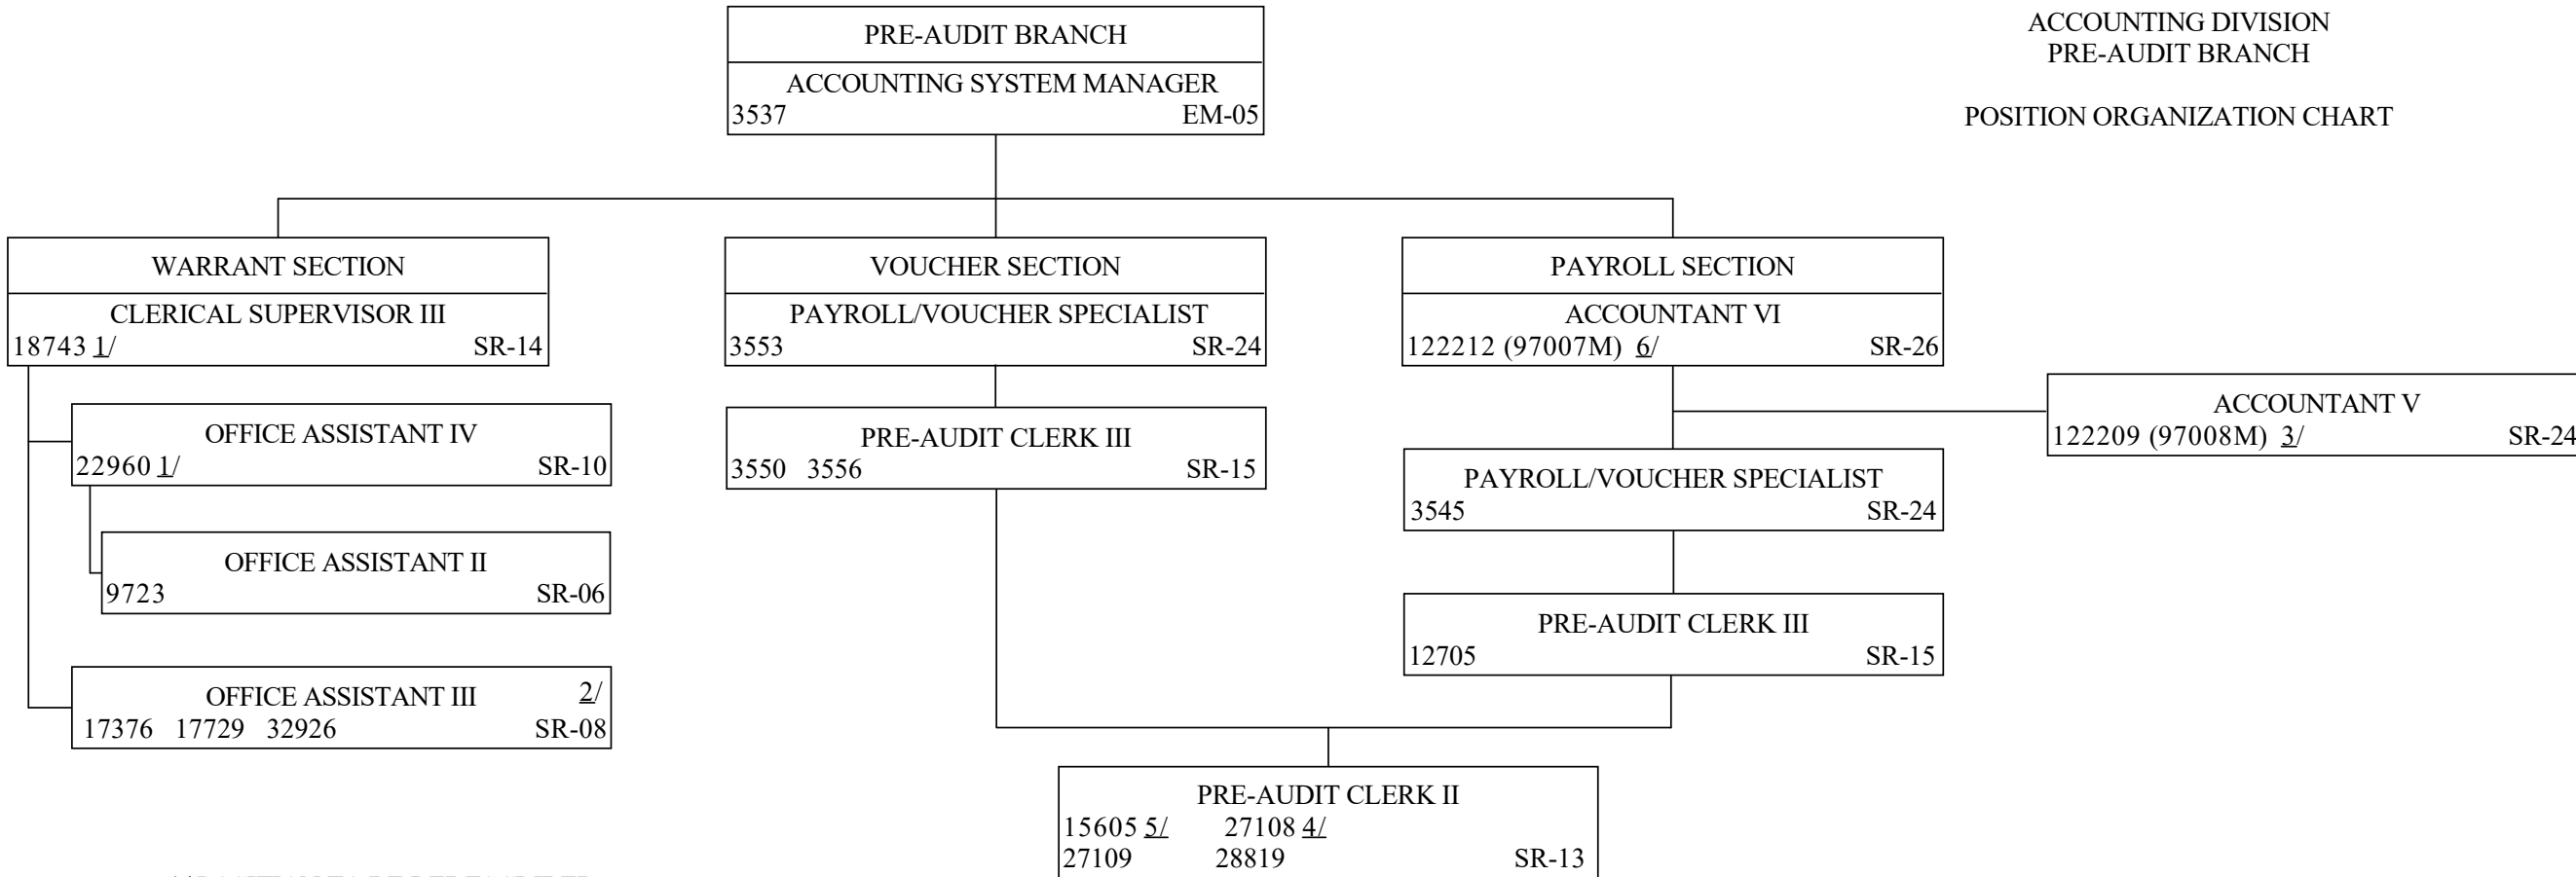 ACCOUNTING DIVISION
PRE-AUDIT BRANCH
POSITION ORGANIZATION CHART
PRE-AUDIT BRANCH
ACCOUNTING SYSTEM MANAGER
3537 EM-05
WARRANT SECTION
CLERICAL SUPERVISOR III
18743 1/ SR-14
OFFICE ASSISTANT IV
22960 1/ SR-10
OFFICE ASSISTANT II
9723 SR-06
OFFICE ASSISTANT III 2/
17376 17729 32926 SR-08
VOUCHER SECTION
PAYROLL/VOUCHER SPECIALIST
3553 SR-24
PRE-AUDIT CLERK III
3550 3556 SR-15
PAYROLL SECTION
ACCOUNTANT VI
122212 (97007M) 6/ SR-26
ACCOUNTANT V
122209 (97008M) 3/ SR-24
PAYROLL/VOUCHER SPECIALIST
3545 SR-24
PRE-AUDIT CLERK III
12705 SR-15
PRE-AUDIT CLERK II
15605 5/ 27108 4/
27109 28819 SR-13